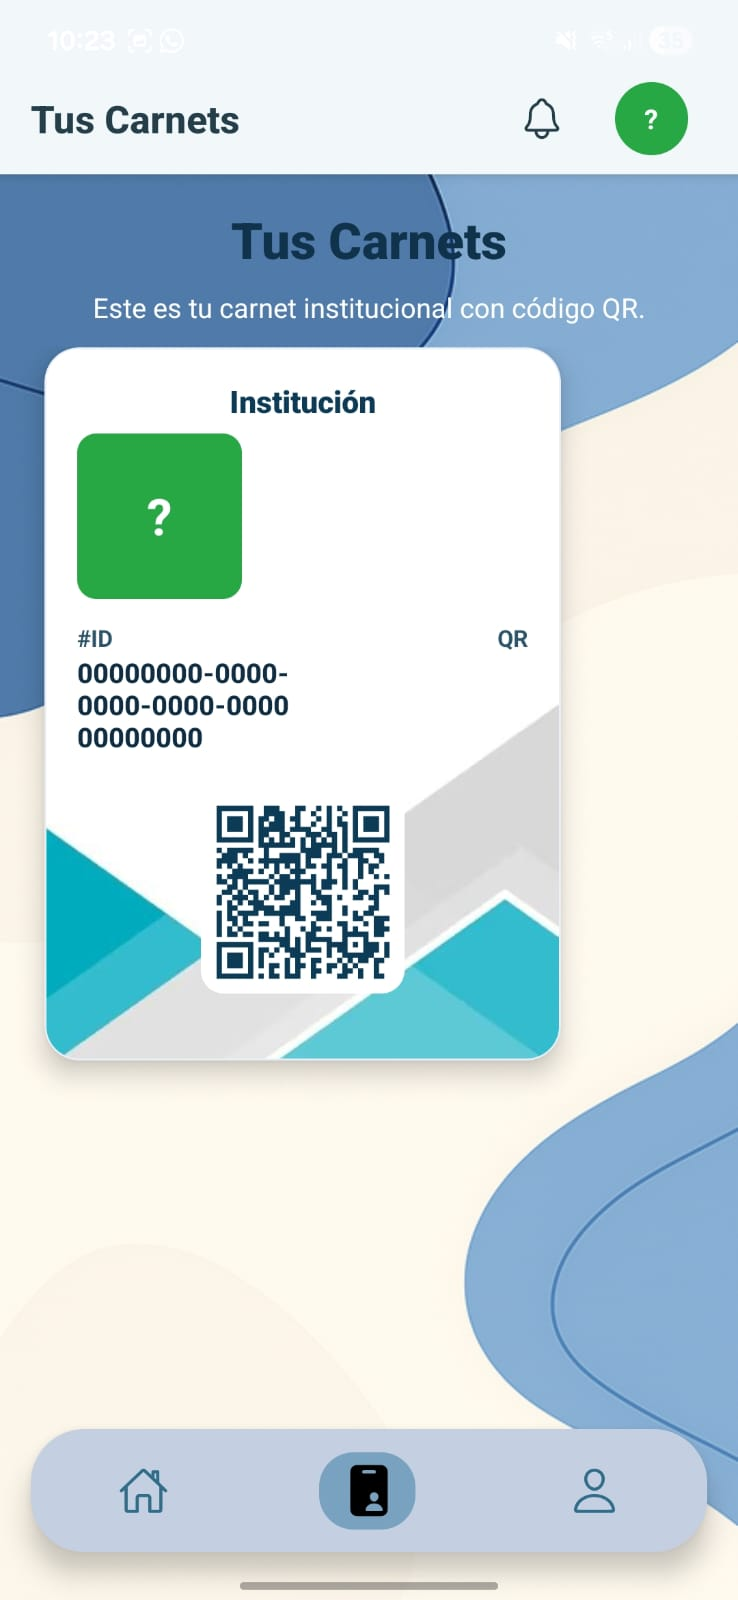 10:23
35
Tus Carnets
?
Tus Carnets
Este es tu carnet institucional con código QR.
Institución
?
#ID
QR
00000000-0000-
0000-0000-0000
00000000